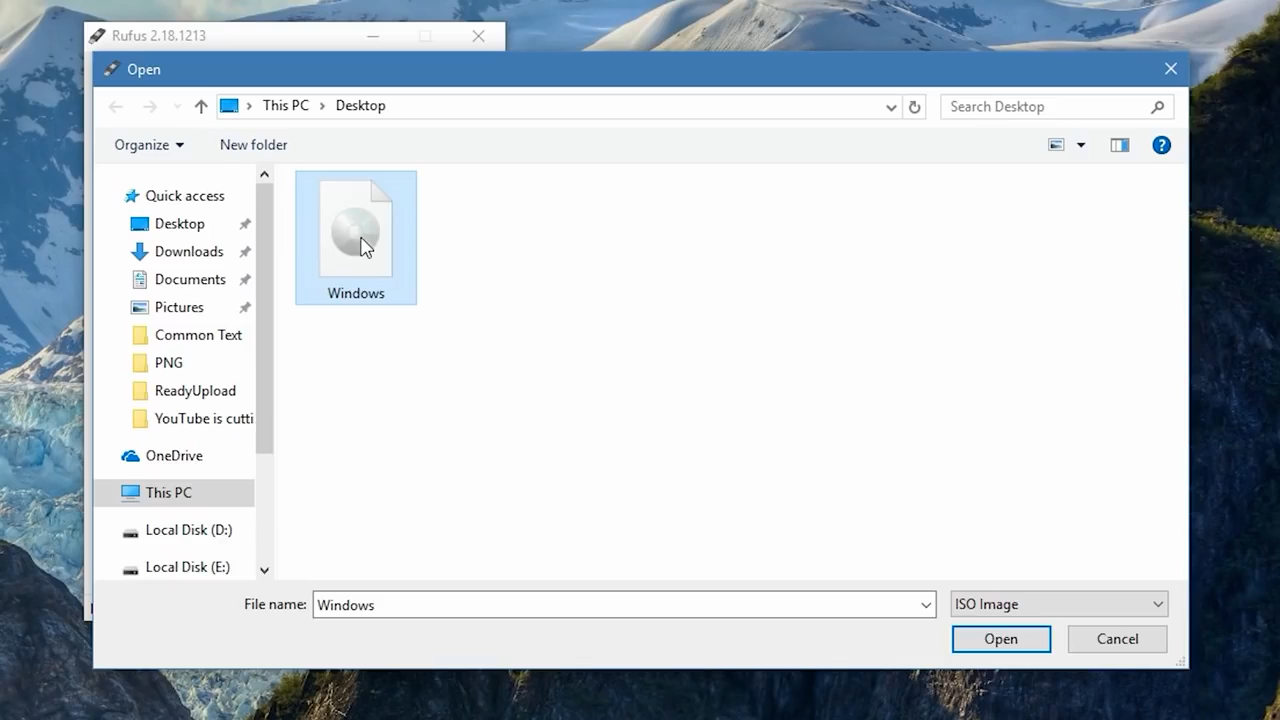 Rufus 2.18.1213
Open
This PC > Desktop
Search Desktop
Organize
New folder
?
Quick access
Desktop
Downloads
Documents
Pictures
Common Text
PNG
ReadyUpload
YouTube is cutti
OneDrive
This PC
Local Disk (D:)
Local Disk (E:)
Windows
File name: Windows
ISO Image
Open
Cancel